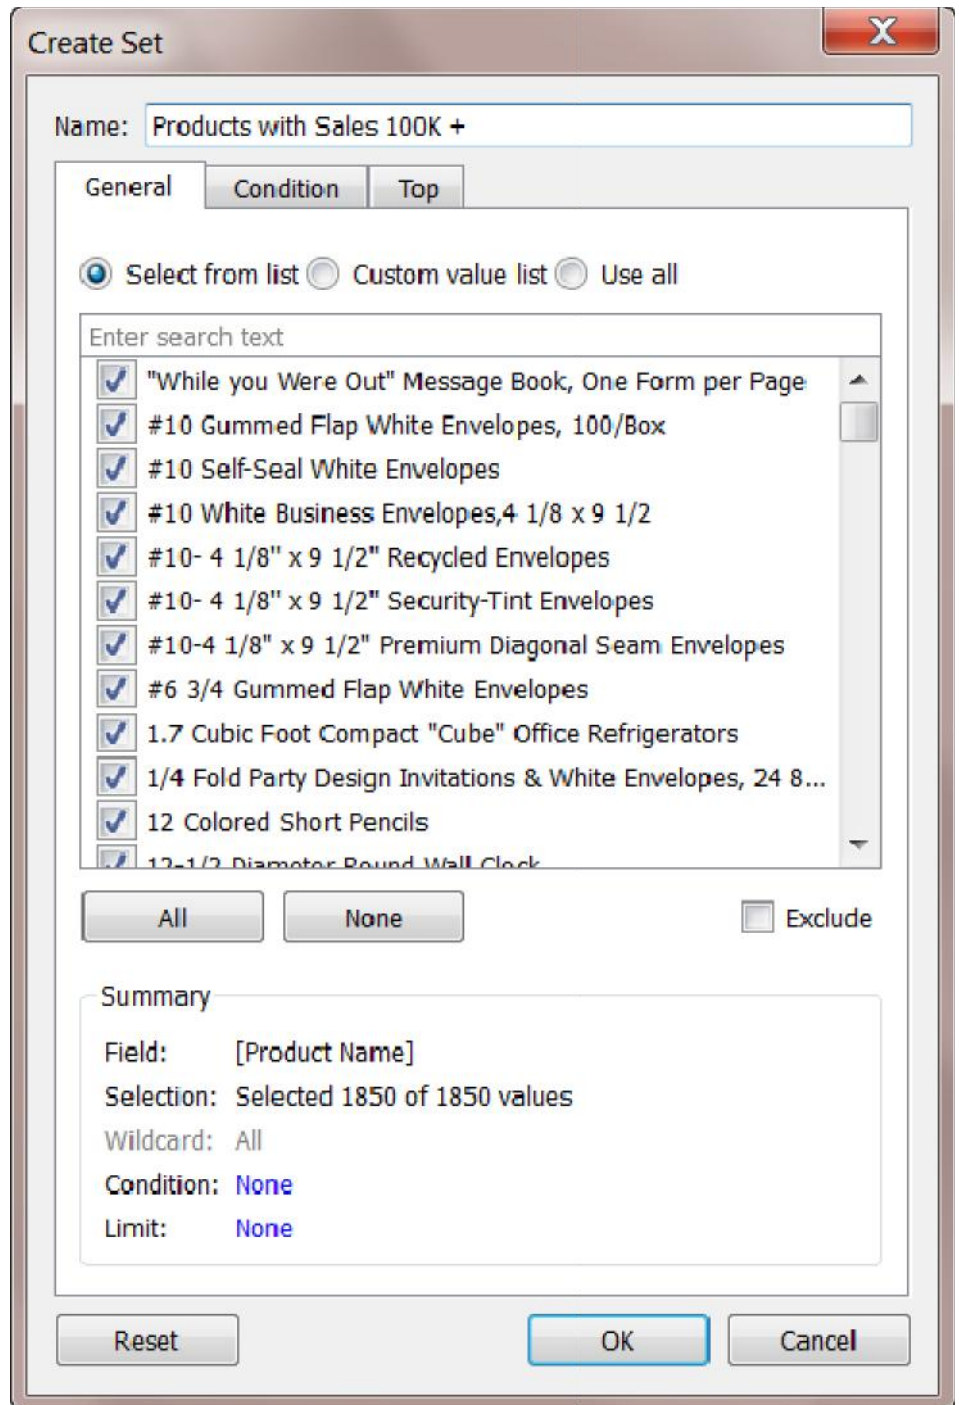 Create Set
X
Name: Products with Sales 100K +
General Condition Top
Select from list Custom value list Use all
Enter search text
"While you Were Out" Message Book, One Form per Page
#10 Gummed Flap White Envelopes, 100/Box
#10 Self-Seal White Envelopes
#10 White Business Envelopes,4 1/8 x 9 1/2
#10- 4 1/8" x 9 1/2" Recycled Envelopes
#10- 4 1/8" x 9 1/2" Security-Tint Envelopes
#10-4 1/8" x 9 1/2" Premium Diagonal Seam Envelopes
#6 3/4 Gummed Flap White Envelopes
1.7 Cubic Foot Compact "Cube" Office Refrigerators
1/4 Fold Party Design Invitations & White Envelopes, 24 8...
12 Colored Short Pencils
12-1/2 Diameter Round Wall Clock
All None Exclude
Summary
Field: [Product Name]
Selection: Selected 1850 of 1850 values
Wildcard: All
Condition: None
Limit: None
Reset OK Cancel